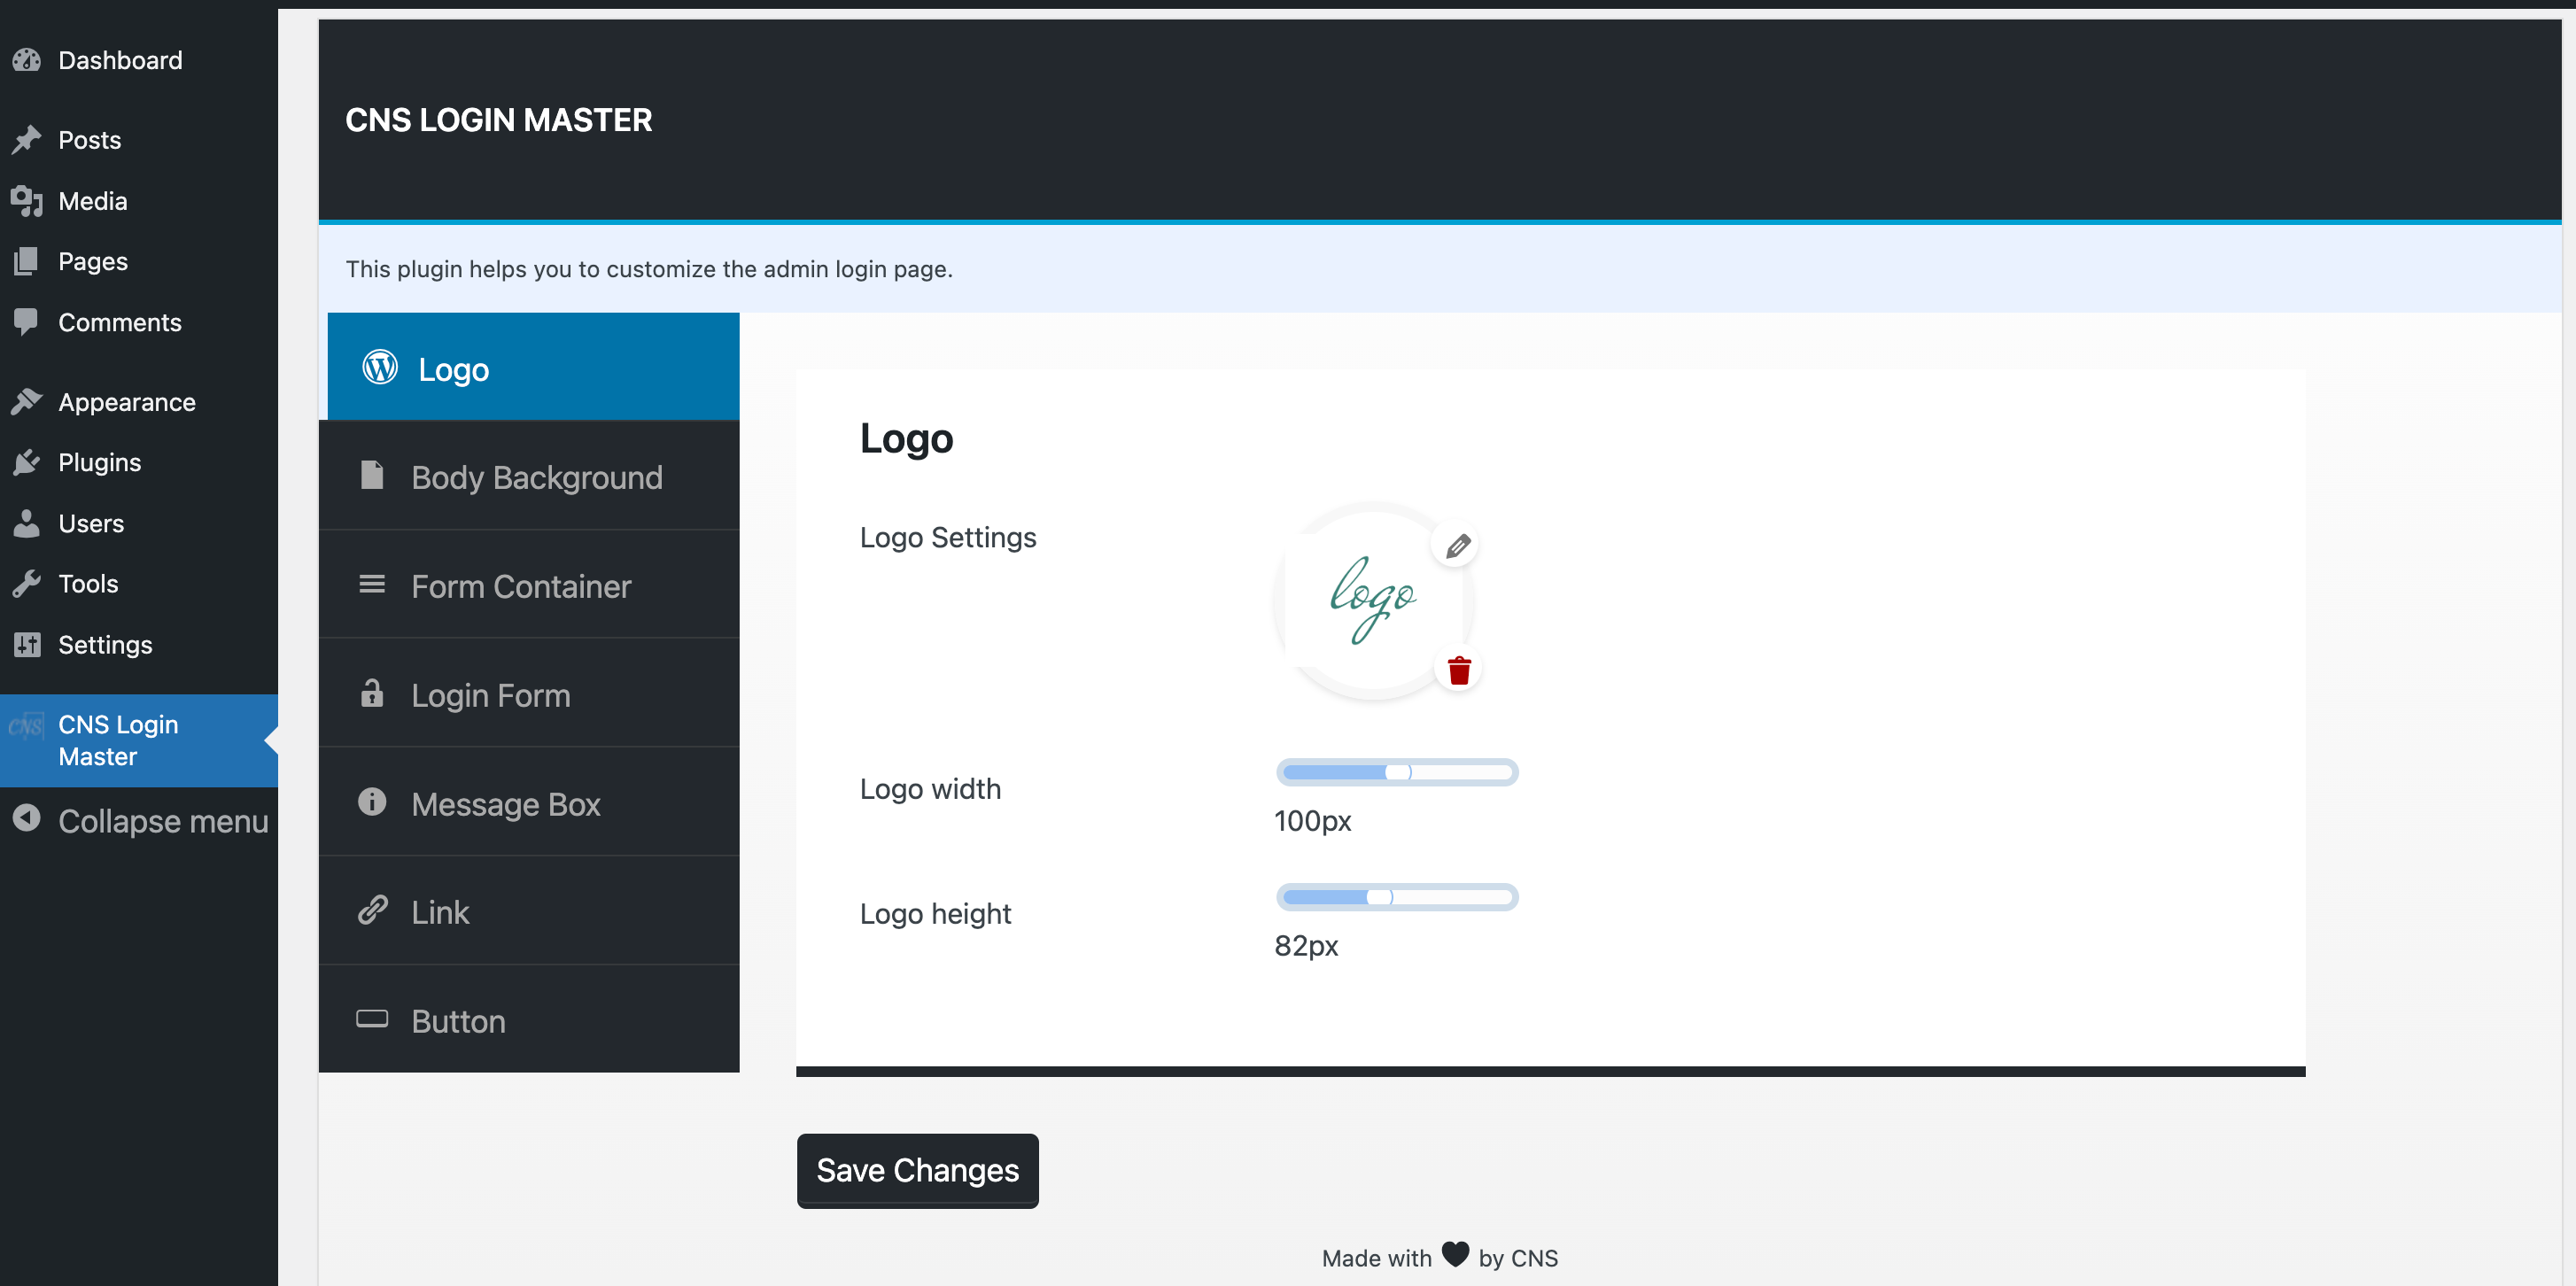 Dashboard
Posts
Media
Pages
Comments
Appearance
Plugins
Users
Tools
Settings
CNS
CNS Login
Master
Collapse menu
CNS LOGIN MASTER
This plugin helps you to customize the admin login page.
Logo
Body Background
Form Container
Login Form
Message Box
Link
Button
Logo
Logo Settings
logo
Logo width
100px
Logo height
82px
Save Changes
Made with by CNS